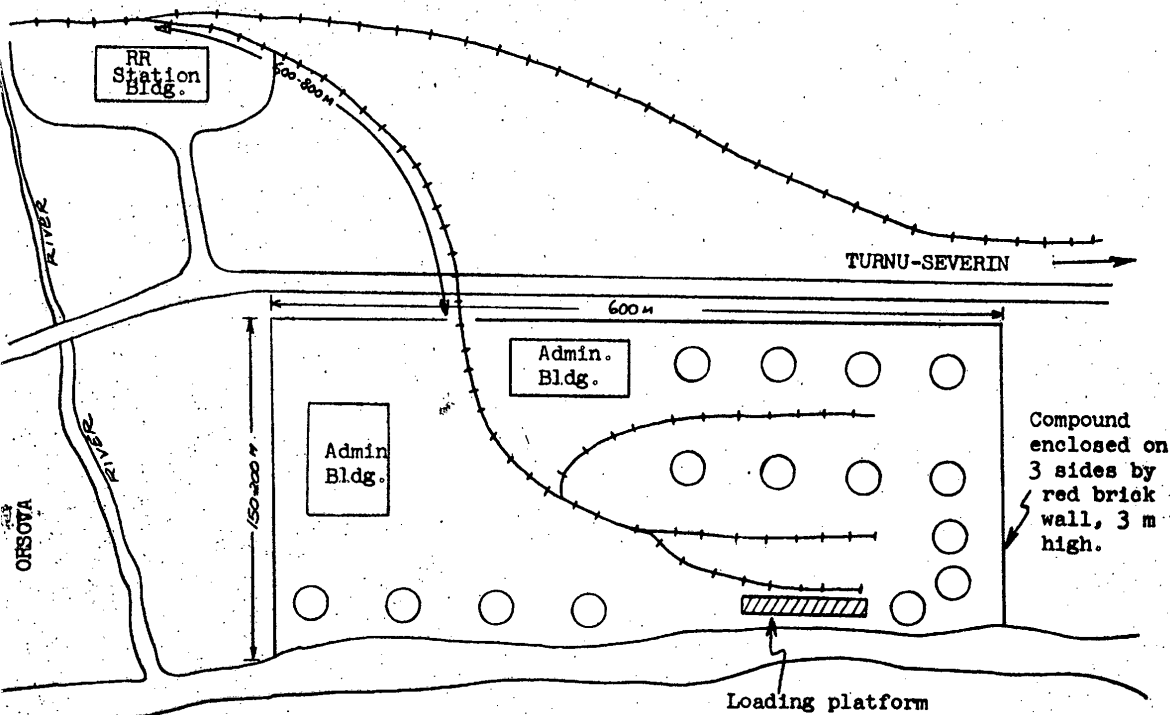 RR
Station
Bldg.
600-800 M
RIVER
TURNU-SEVERIN
600 M
Admin.
Bldg.
Admin
Bldg.
Compound
enclosed on
3 sides by
red brick
wall, 3 m
high.
150-200 M
RIVER
ORSOVA
Loading platform